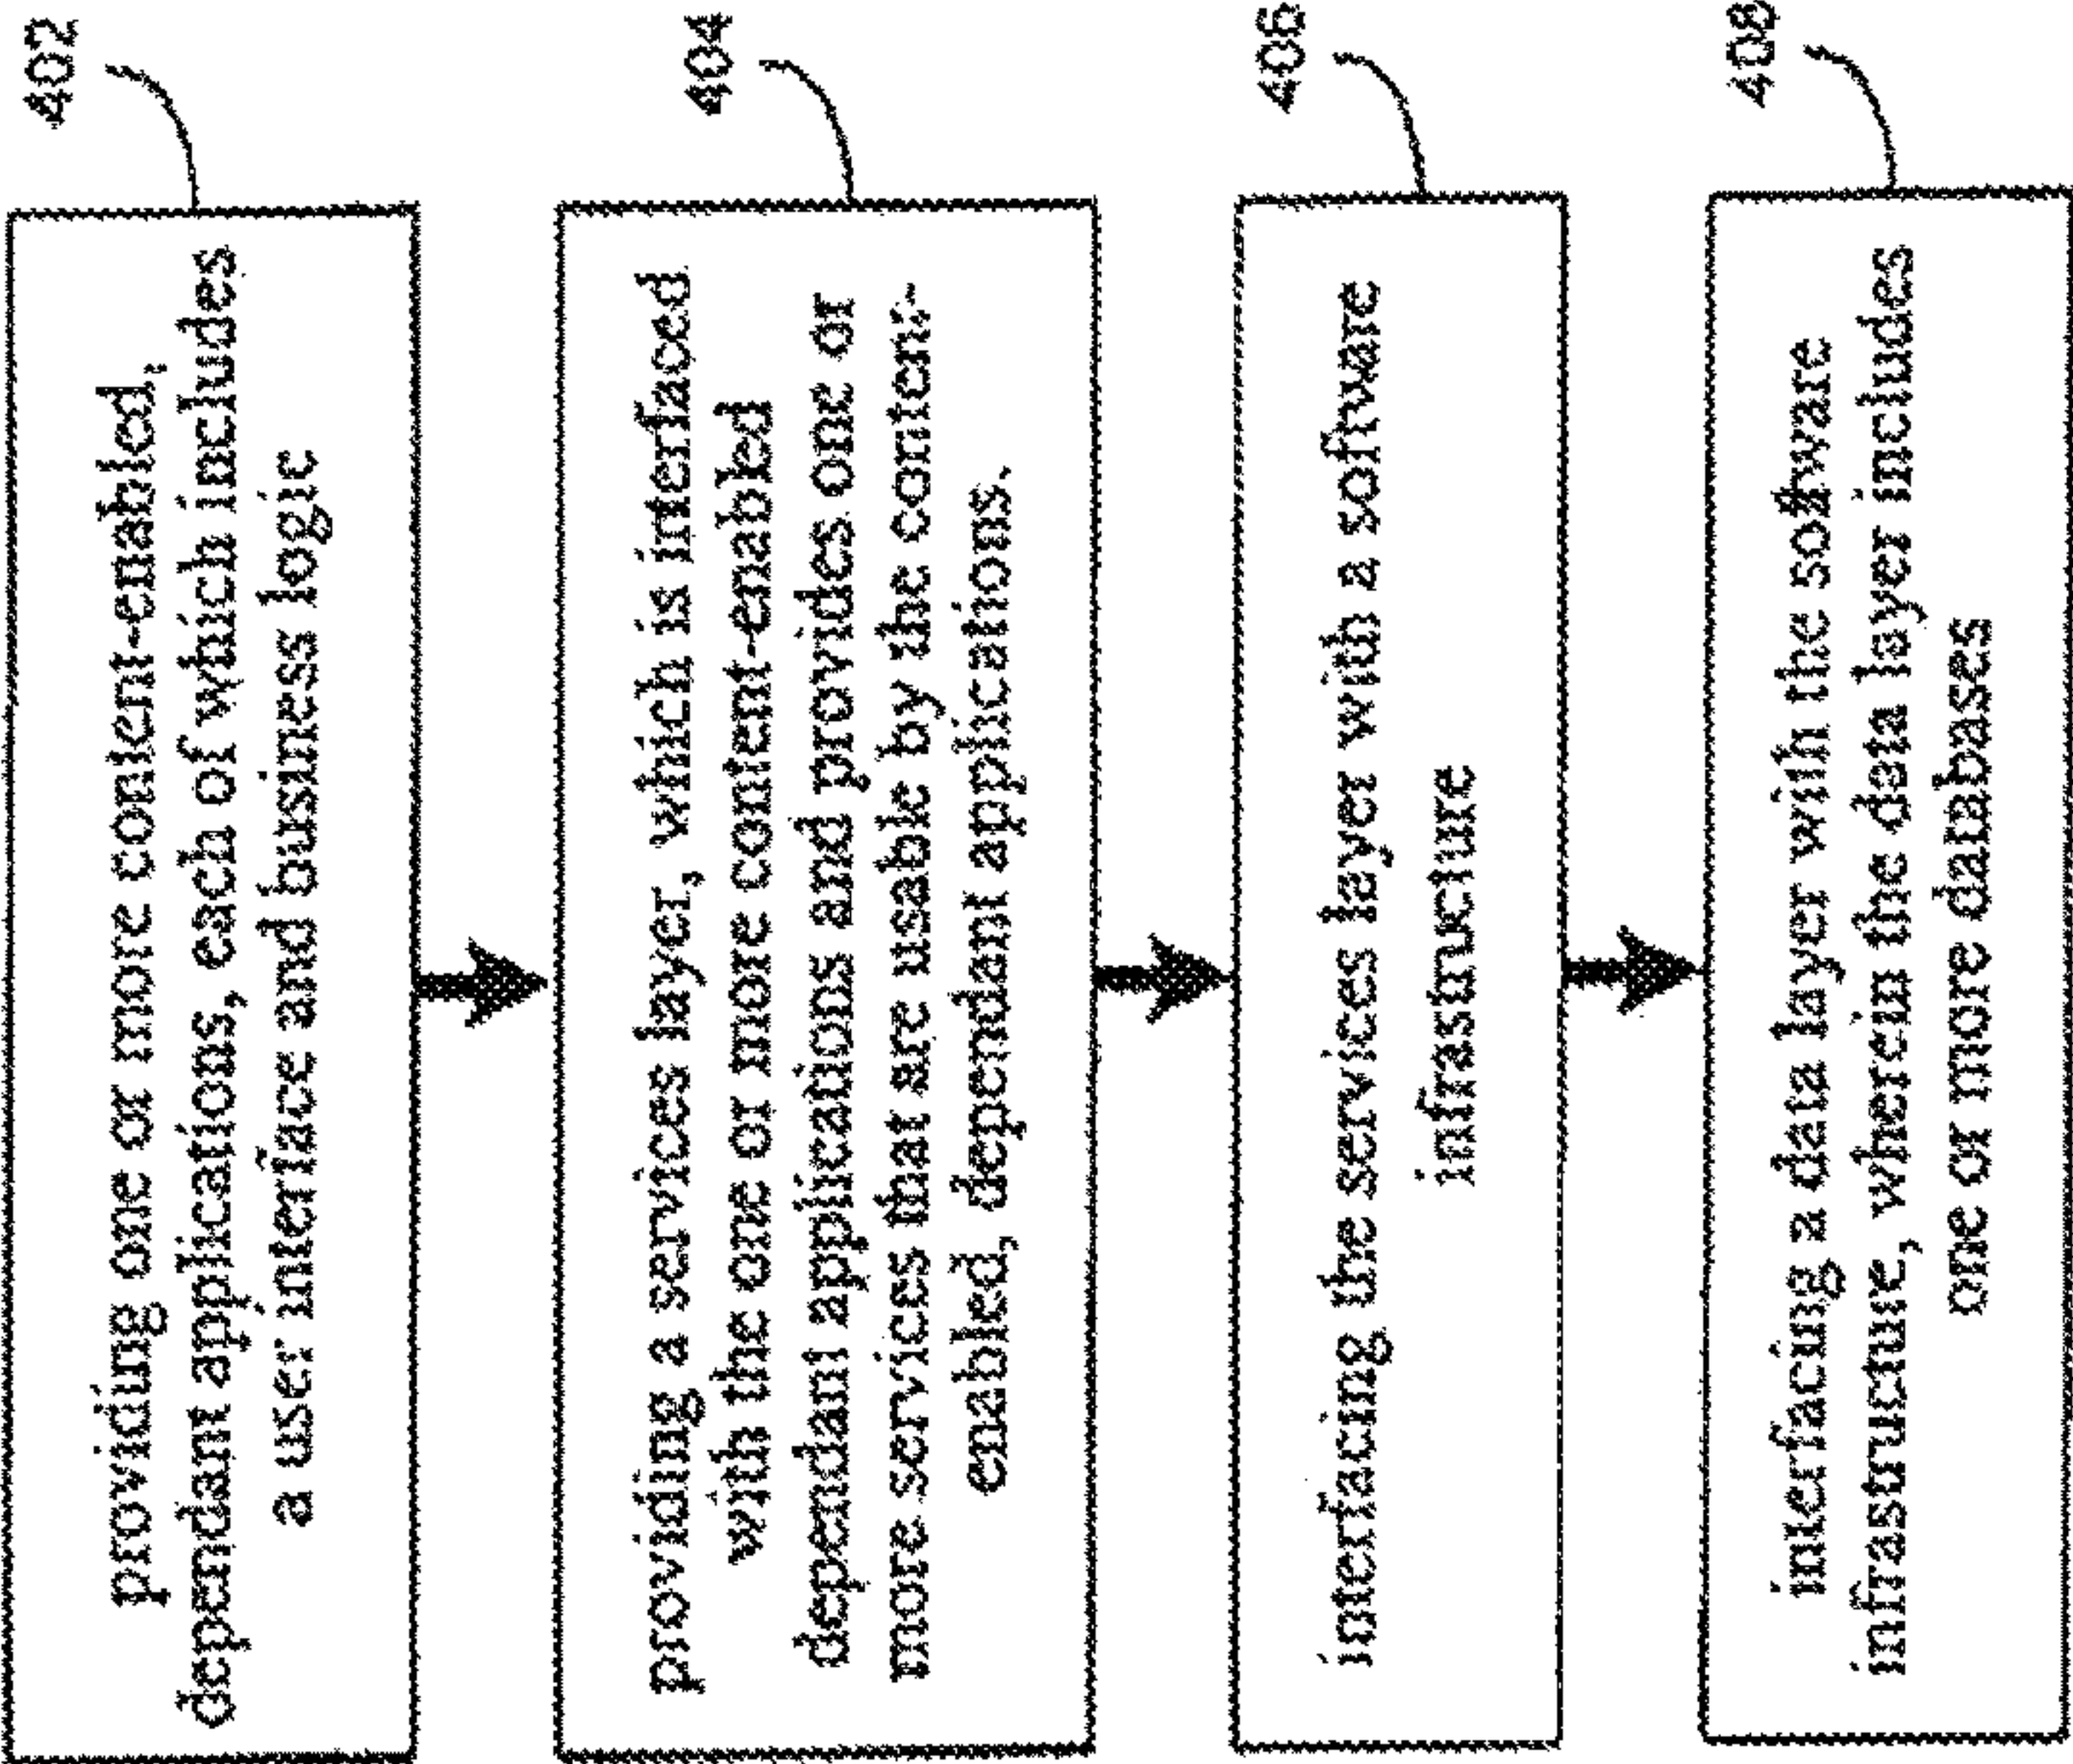 402
providing one or more content-enabled,
dependant applications, each of which includes
a user interface and business logic
404
providing a services layer, which is interfaced
with the one or more content-enabled
dependant applications and provides one or
more services that are usable by the content-
enabled, dependant applications.
406
interfacing the services layer with a software
infrastructure
408
interfacing a data layer with the software
infrastructure, wherein the data layer includes
one or more databases